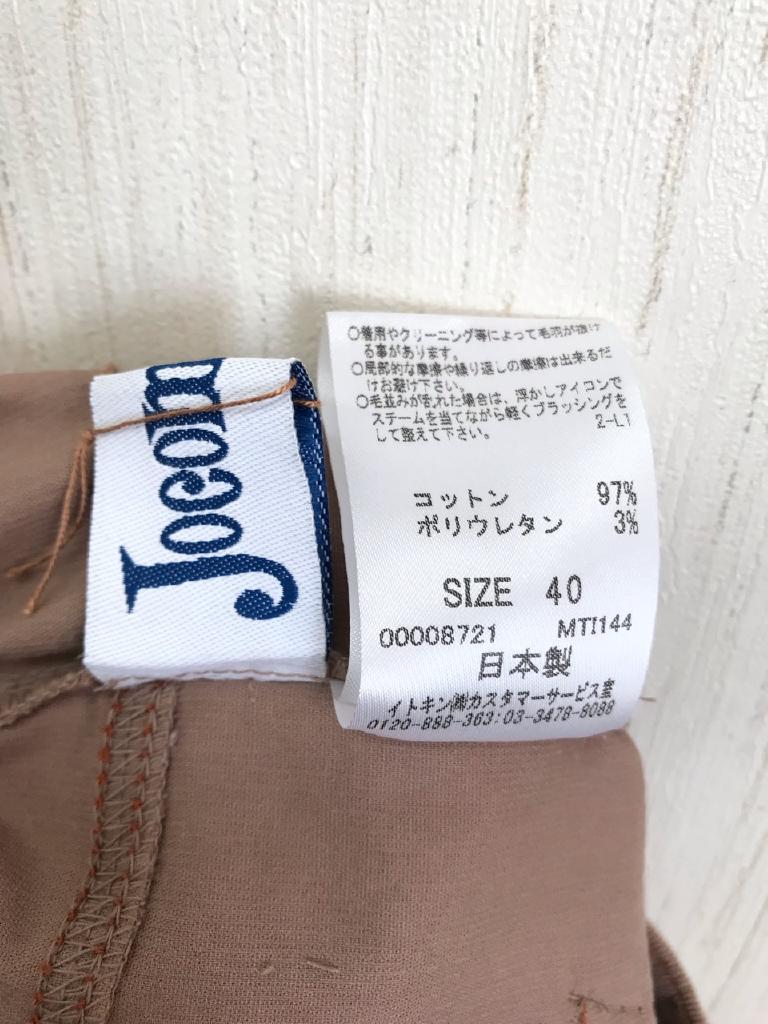 Jocom
○着用やクリーニング等によって毛羽が抜け
る事があります。
○局部的な摩擦や繰り返しの摩擦は出来るだ
けお避け下さい。
○毛並みが乱れた場合は、浮かしアイロンで
スチームを当てながら軽くブラッシングを
して整えて下さい。
2-L1
コットン 97%
ポリウレタン 3%
SIZE 40
00008721 MTI144
日本製
イトキン㈱カスタマーサービス室
0120-888-363:03-3478-8088